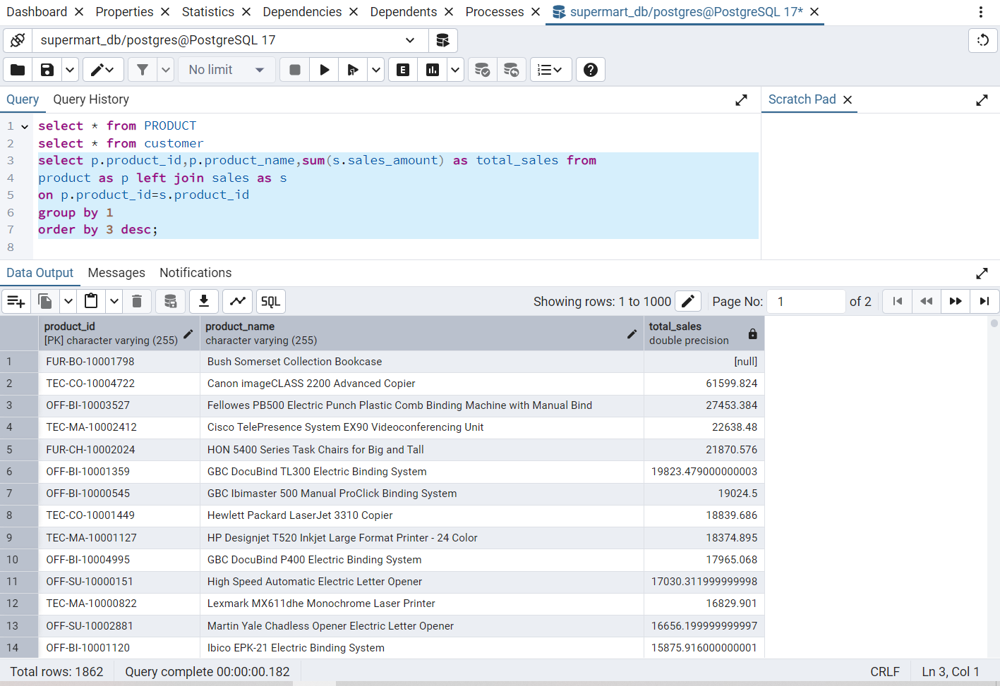 Dashboard Properties Statistics Dependencies Dependents Processes supermart_db/postgres@PostgreSQL 17*
supermart_db/postgres@PostgreSQL 17
No limit
E
Query Query History
Scratch Pad
1 select * from PRODUCT
2 select * from customer
3 select p.product_id,p.product_name,sum(s.sales_amount) as total_sales from
4 product as p left join sales as s
5 on p.product_id=s.product_id
6 group by 1
7 order by 3 desc;
8
Data Output Messages Notifications
SQL Showing rows: 1 to 1000 Page No: 1 of 2
product_id product_name total_sales
[PK] character varying (255) character varying (255) double precision
1 FUR-BO-10001798 Bush Somerset Collection Bookcase [null]
2 TEC-CO-10004722 Canon imageCLASS 2200 Advanced Copier 61599.824
3 OFF-BI-10003527 Fellowes PB500 Electric Punch Plastic Comb Binding Machine with Manual Bind 27453.384
4 TEC-MA-10002412 Cisco TelePresence System EX90 Videoconferencing Unit 22638.48
5 FUR-CH-10002024 HON 5400 Series Task Chairs for Big and Tall 21870.576
6 OFF-BI-10001359 GBC DocuBind TL300 Electric Binding System 19823.479000000003
7 OFF-BI-10000545 GBC Ibimaster 500 Manual ProClick Binding System 19024.5
8 TEC-CO-10001449 Hewlett Packard LaserJet 3310 Copier 18839.686
9 TEC-MA-10001127 HP Designjet T520 Inkjet Large Format Printer - 24 Color 18374.895
10 OFF-BI-10004995 GBC DocuBind P400 Electric Binding System 17965.068
11 OFF-SU-10000151 High Speed Automatic Electric Letter Opener 17030.311999999998
12 TEC-MA-10000822 Lexmark MX611dhe Monochrome Laser Printer 16829.901
13 OFF-SU-10002881 Martin Yale Chadless Opener Electric Letter Opener 16656.199999999997
14 OFF-BI-10001120 Ibico EPK-21 Electric Binding System 15875.916000000001
Total rows: 1862 Query complete 00:00:00.182 CRLF Ln 3, Col 1